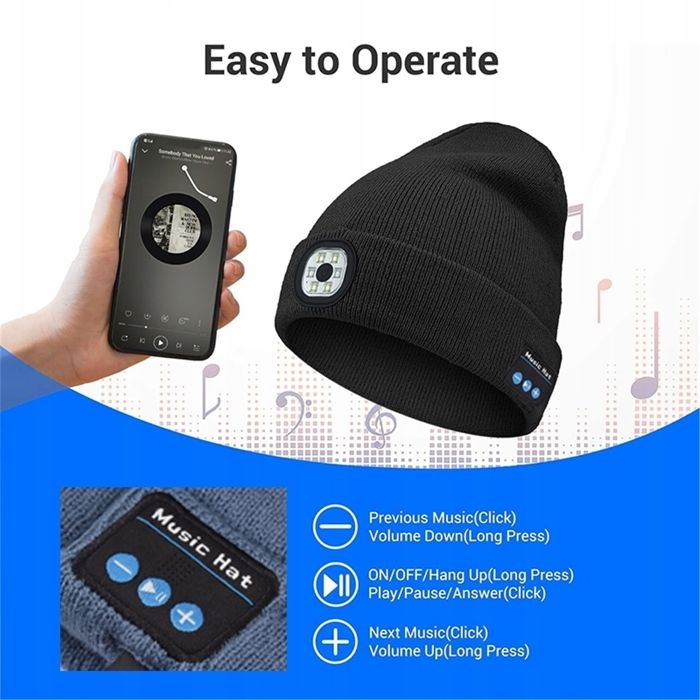 Easy to Operate
Somebody That You Loved
Music Hat
Music Hat
Previous Music(Click)
Volume Down(Long Press)
ON/OFF/Hang Up(Long Press)
Play/Pause/Answer(Click)
Next Music(Click)
Volume Up(Long Press)